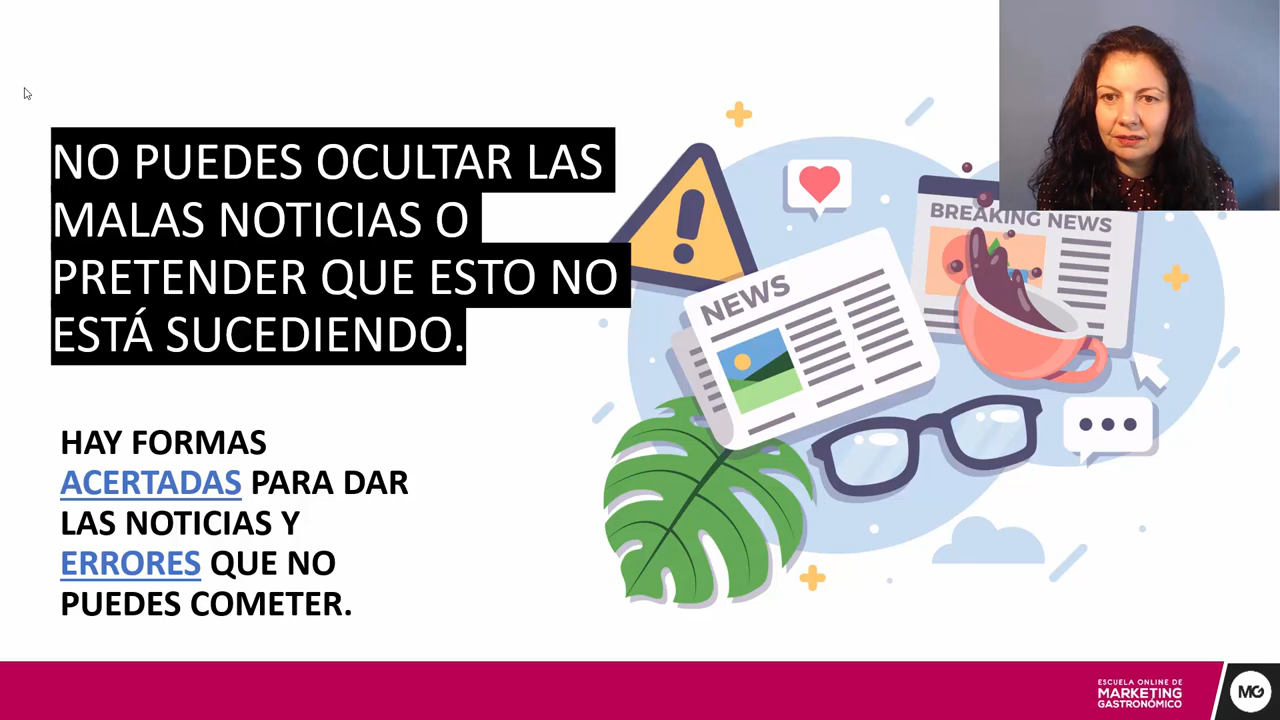 NO PUEDES OCULTAR LAS
MALAS NOTICIAS O
PRETENDER QUE ESTO NO
ESTÁ SUCEDIENDO.
HAY FORMAS
ACERTADAS PARA DAR
LAS NOTICIAS Y
ERRORES QUE NO
PUEDES COMETER.
BREAKING NEWS
NEWS
ESCUELA ONLINE DE
MARKETING
GASTRONÓMICO
MG